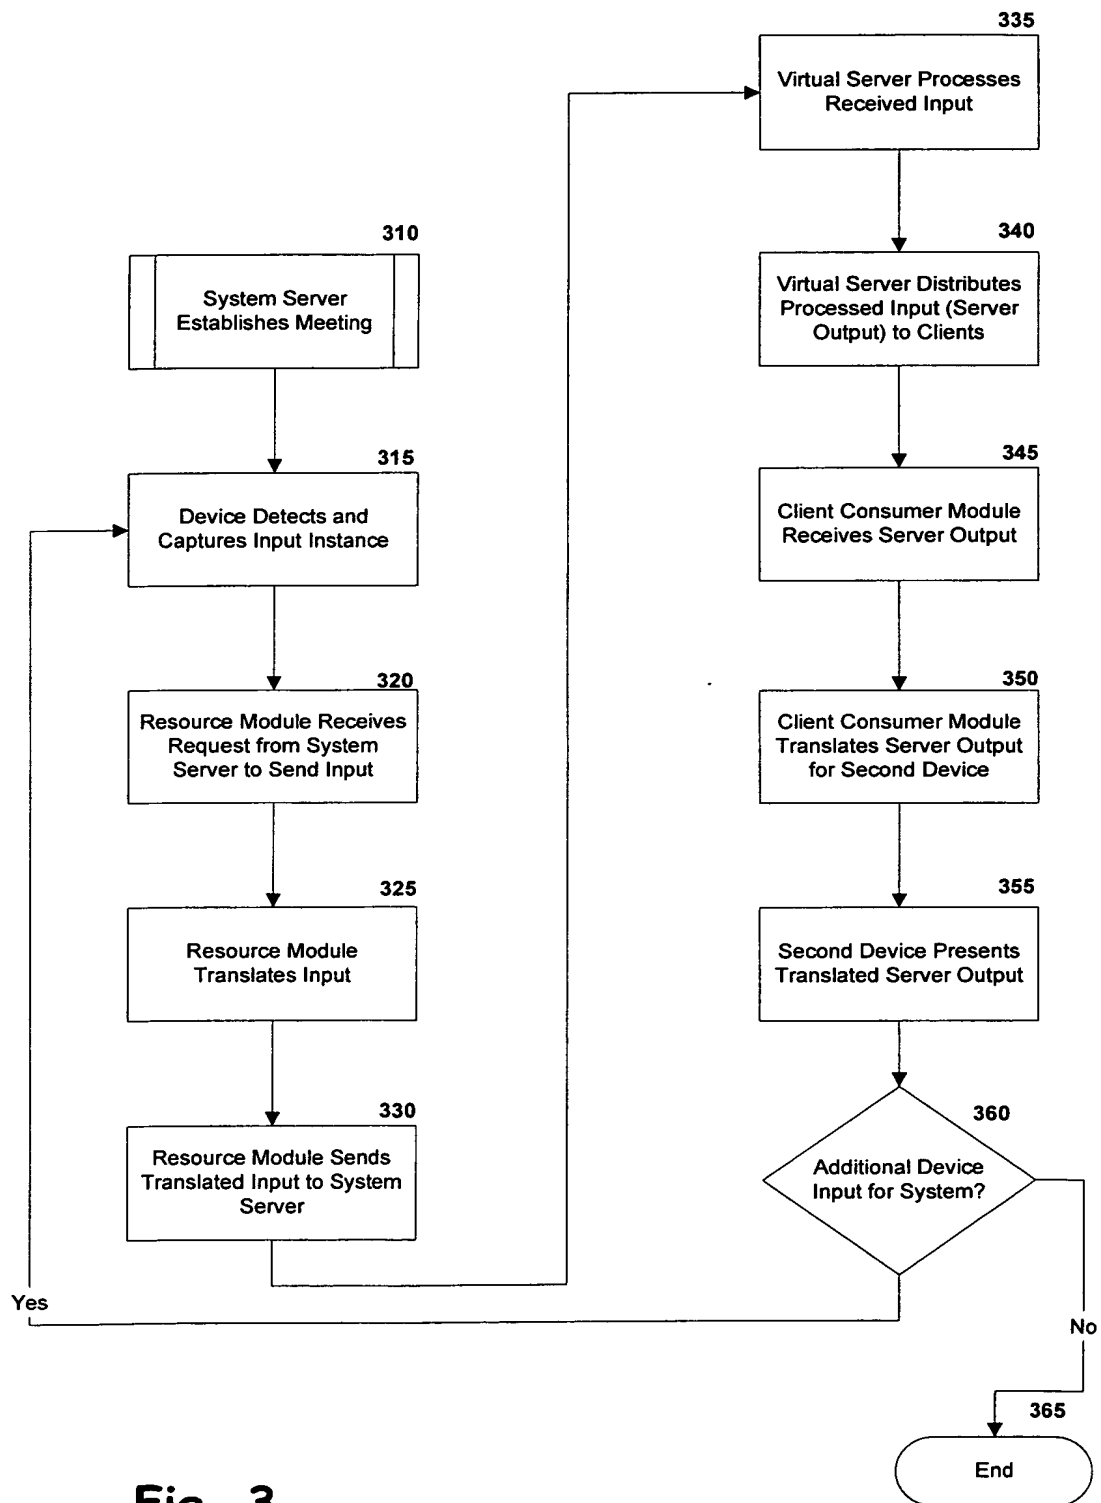 310
System Server
Establishes Meeting
315
Device Detects and
Captures Input Instance
320
Resource Module Receives
Request from System
Server to Send Input
325
Resource Module
Translates Input
330
Resource Module Sends
Translated Input to System
Server
335
Virtual Server Processes
Received Input
340
Virtual Server Distributes
Processed Input (Server
Output) to Clients
345
Client Consumer Module
Receives Server Output
350
Client Consumer Module
Translates Server Output
for Second Device
355
Second Device Presents
Translated Server Output
360
Additional Device
Input for System?
Yes
No
365
End
Fig. 3